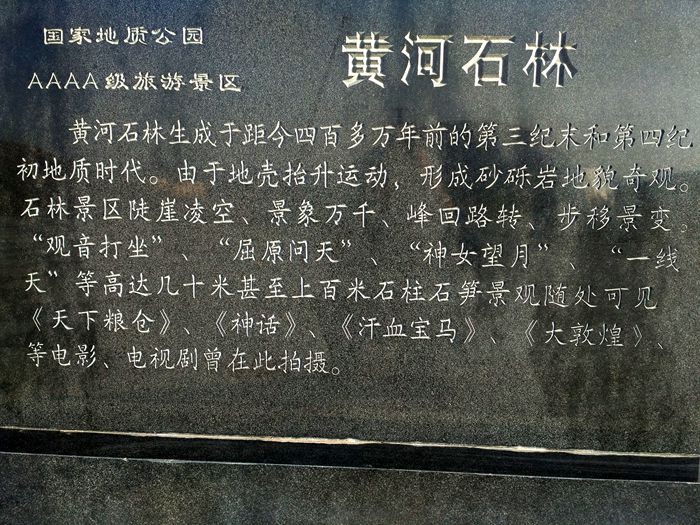 国家地质公园
AAAA级旅游景区
黄河石林
黄河石林生成于距今四百多万年前的第三纪末和第四纪
初地质时代。由于地壳抬升运动，形成砂砾岩地貌奇观。
石林景区陡崖凌空、景象万千、峰回路转、步移景变。
“观音打坐”、“屈原问天”、“神女望月”、“一线
天”等高达几十米甚至上百米石柱石笋景观随处可见
《天下粮仓》、《神话》、《汗血宝马》、《大敦煌》、
等电影、电视剧曾在此拍摄。